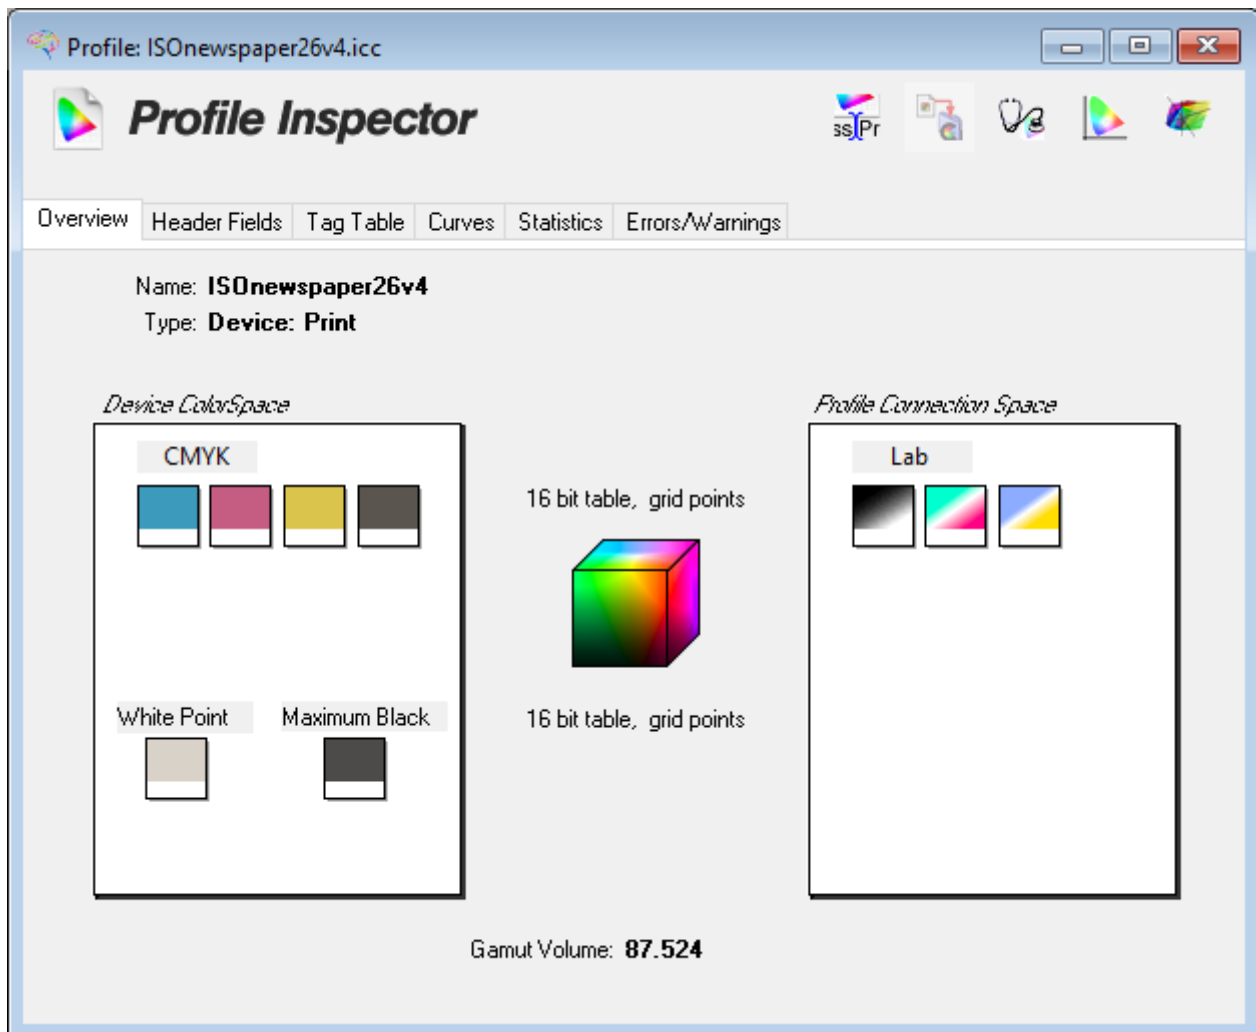 Profile: ISOnewspaper26v4.icc
Profile Inspector
ss Pr
Overview Header Fields Tag Table Curves Statistics Errors/Warnings
Name: ISOnewspaper26v4
Type: Device: Print
Device ColorSpace
Profile Connection Space
CMYK
Lab
16 bit table, grid points
White Point Maximum Black
16 bit table, grid points
Gamut Volume: 87.524